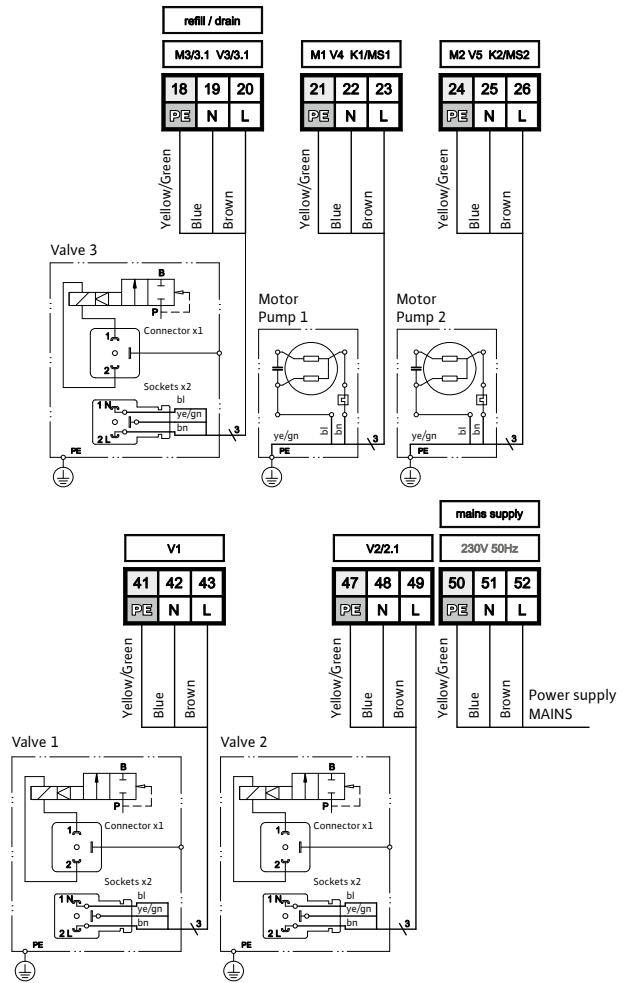 refill / drain
M3/3.1 V3/3.1
M1 V4 K1/MS1
M2 V5 K2/MS2
18 19 20
PE N L
21 22 23
PE N L
24 25 26
PE N L
Yellow/Green
Blue
Brown
Yellow/Green
Blue
Brown
Yellow/Green
Blue
Brown
Valve 3
B
P
Connector x1
1
2
Sockets x2
1 N
2 L
bl
ye/gn
bn
3
PE
Motor
Pump 1
ye/gn
bl
bn
3
PE
Motor
Pump 2
ye/gn
bl
bn
3
PE
mains supply
V1
V2/2.1
230V 50Hz
41 42 43
PE N L
47 48 49
PE N L
50 51 52
PE N L
Yellow/Green
Blue
Brown
Yellow/Green
Blue
Brown
Yellow/Green
Blue
Brown
Power supply
MAINS
Valve 1
B
P
Connector x1
1
2
Sockets x2
1 N
2 L
bl
ye/gn
bn
3
PE
Valve 2
B
P
Connector x1
1
2
Sockets x2
1 N
2 L
bl
ye/gn
bn
3
PE